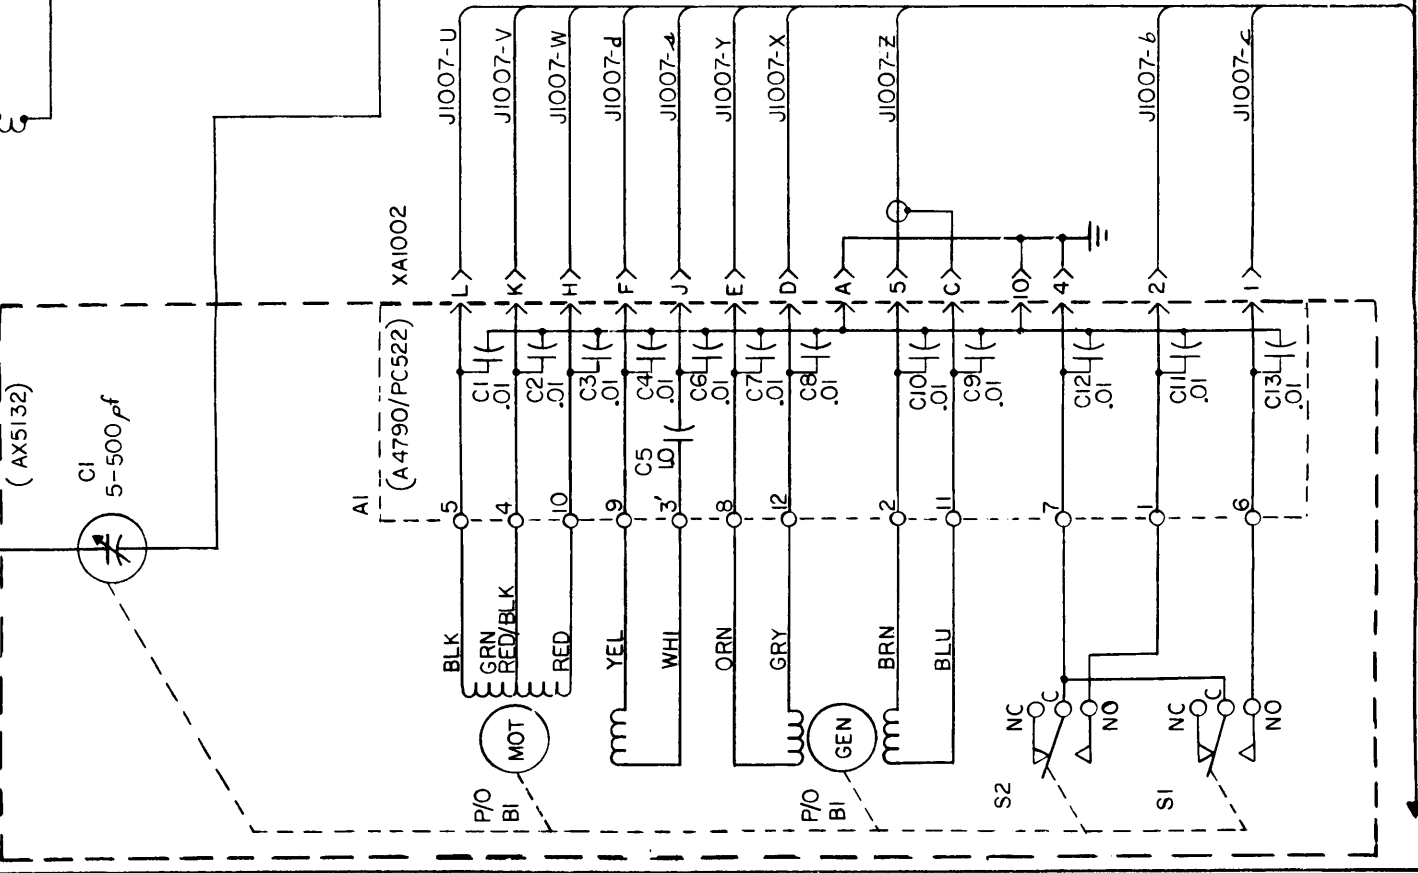 J1007-U
J1007-V
J1007-W
J1007-d
J1007-s
J1007-Y
J1007-X
J1007-Z
J1007-b
J1007-c
XA1002
L
K
H
F
J
E
D
A
5
C
10
4
2
1
(AX5132)
C1
5-500pf
A1
(A4790/PC522)
C1
.01
C2
.01
C3
.01
C4
.01
C6
.01
C7
.01
C8
.01
C10
.01
C9
.01
C12
.01
C11
.01
C13
.01
C5
5
4
10
9
3'
8
12
2
11
7
1
6
BLK
GRN
RED/BLK
RED
YEL
WHI
ORN
GRY
BRN
BLU
MOT
GEN
P/O
B1
P/O
B1
NC
C
NO
S2
NC
C
NO
S1